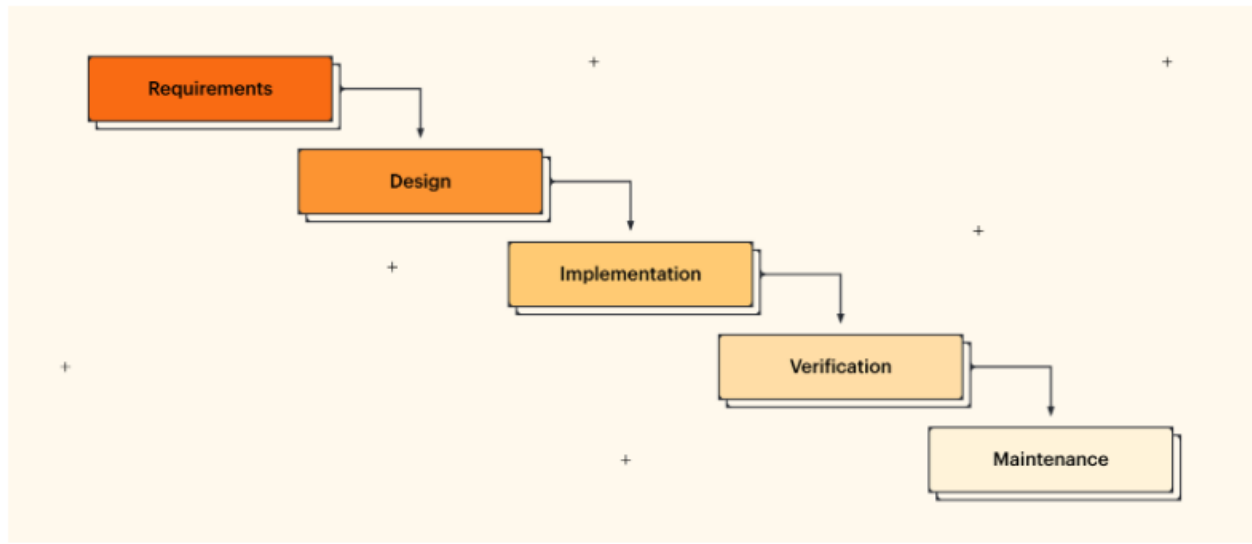 Requirements
Design
Implementation
Verification
Maintenance